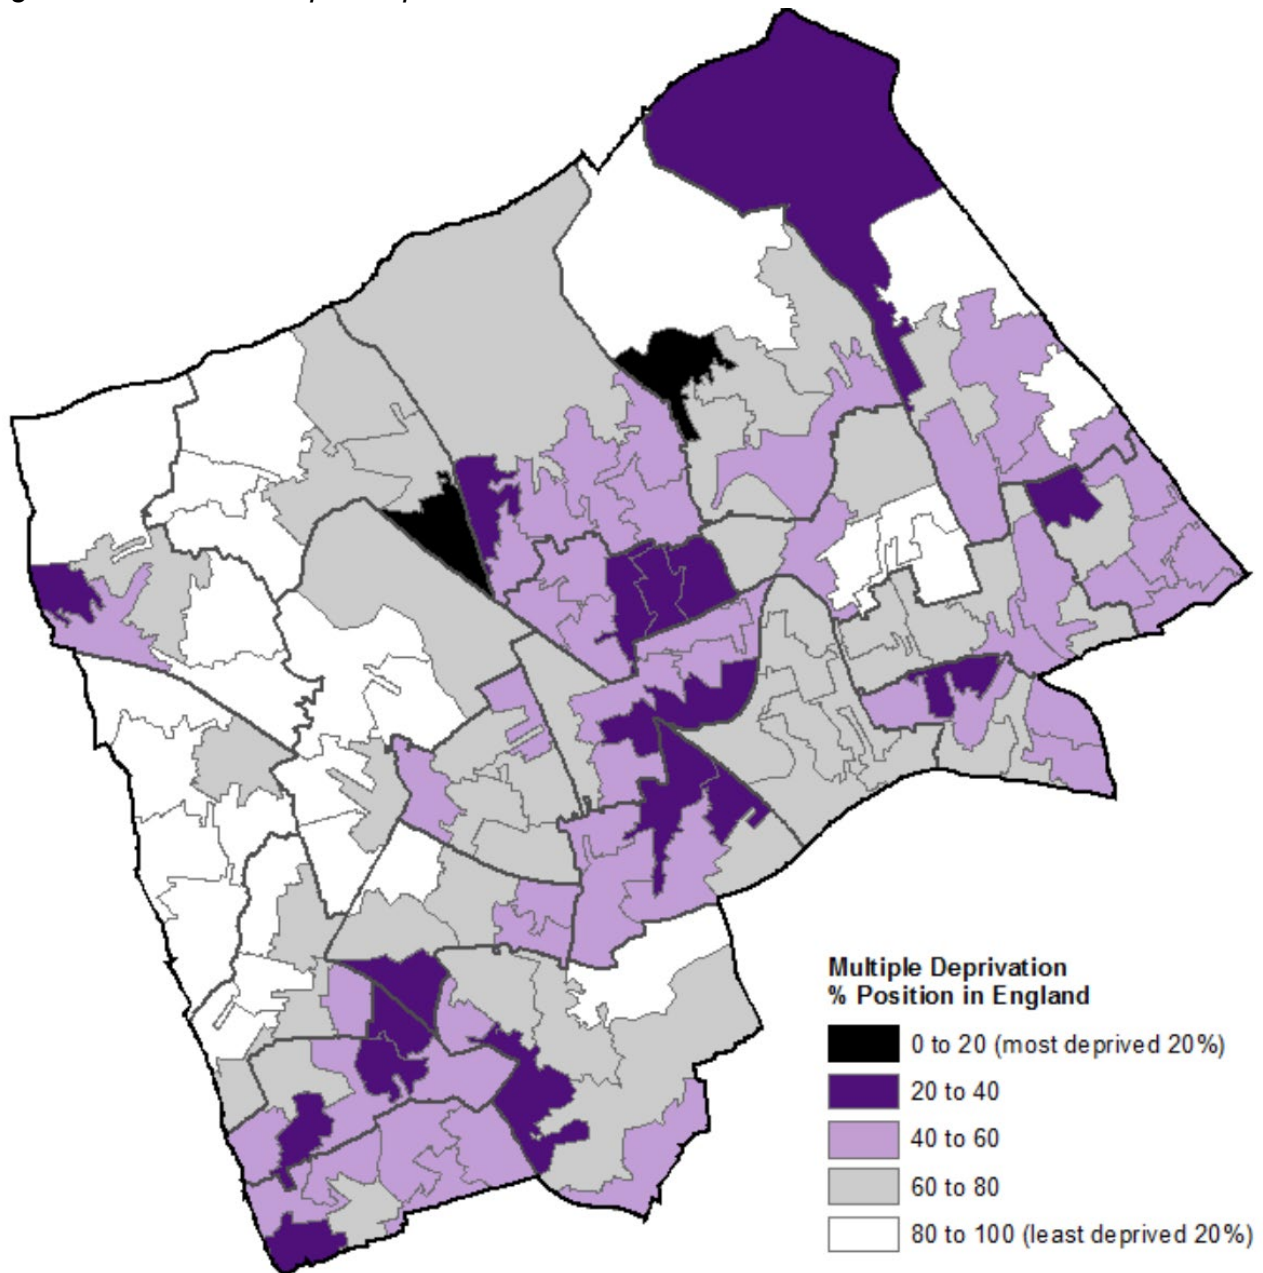 Multiple Deprivation
% Position in England
0 to 20 (most deprived 20%)
20 to 40
40 to 60
60 to 80
80 to 100 (least deprived 20%)